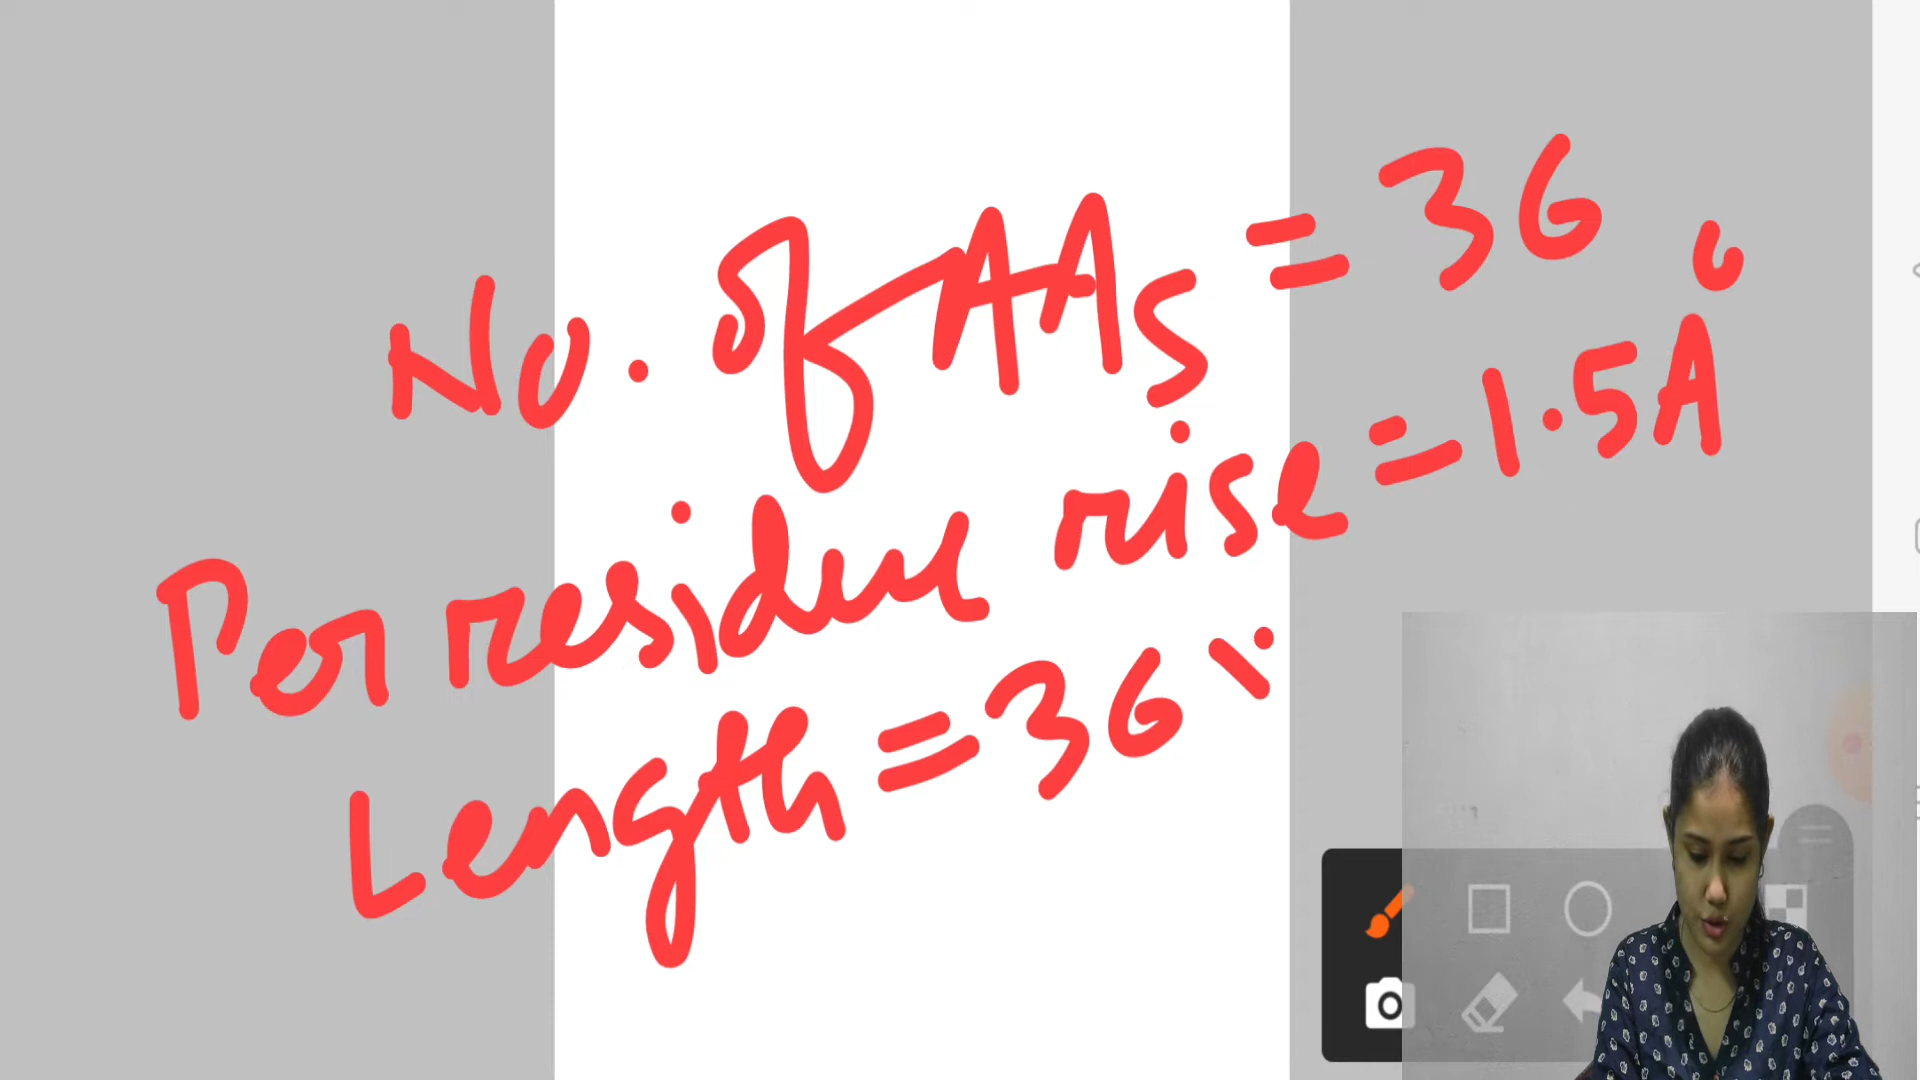 No. of AAs = 36
Per residue rise = 1.5 Å
Length = 36